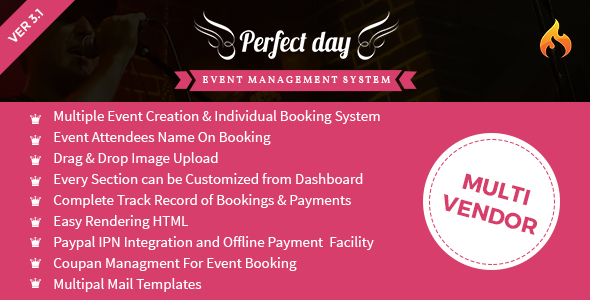 VER 3.1
Perfect day
EVENT MANAGEMENT SYSTEM
Multiple Event Creation & Individual Booking System
Event Attendees Name On Booking
Drag & Drop Image Upload
Every Section can be Customized from Dashboard
Complete Track Record of Bookings & Payments
Easy Rendering HTML
Paypal IPN Integration and Offline Payment Facility
Coupan Managment For Event Booking
Multipal Mail Templates
MULTI
VENDOR